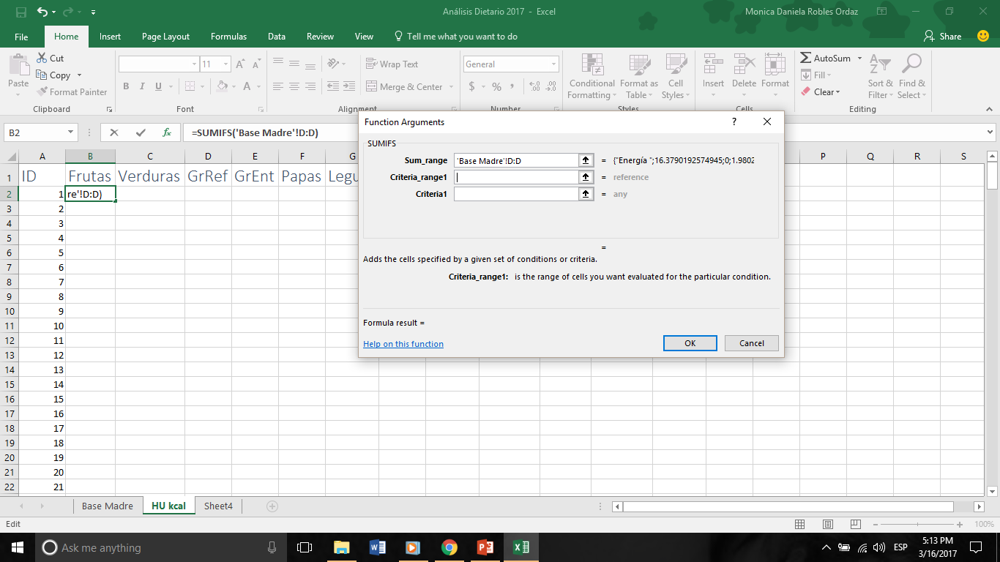 Análisis Dietario 2017 - Excel
Monica Daniela Robles Ordaz
File Home Insert Page Layout Formulas Data Review View Tell me what you want to do Share
Paste
Cut
Copy
Format Painter
Clipboard
11 A A
B I U A
Font
Wrap Text
Merge & Center
Alignment
General
$ % ,
Number
Conditional Formatting
Format as Table
Cell Styles
Styles
Insert Delete Format
Cells
AutoSum
Fill
Clear
Sort & Filter
Find & Select
Editing
B2 fx =SUMIFS('Base Madre'!D:D)
A B C D E F G P Q R S
1 ID Frutas Verduras GrRef GrEnt Papas Legu
2 1 re'!D:D)
3 2
4 3
5 4
6 5
7 6
8 7
9 8
10 9
11 10
12 11
13 12
14 13
15 14
16 15
17 16
18 17
19 18
20 19
21 20
22 21
Function Arguments ?
SUMIFS
Sum_range 'Base Madre'!D:D = {"Energía ";16.3790192574945;0;1.9802
Criteria_range1 = reference
Criteria1 = any
=
Adds the cells specified by a given set of conditions or criteria.
Criteria_range1: is the range of cells you want evaluated for the particular condition.
Formula result =
Help on this function
OK Cancel
Base Madre HU kcal Sheet4
Edit
100%
Ask me anything
ESP
5:13 PM
3/16/2017